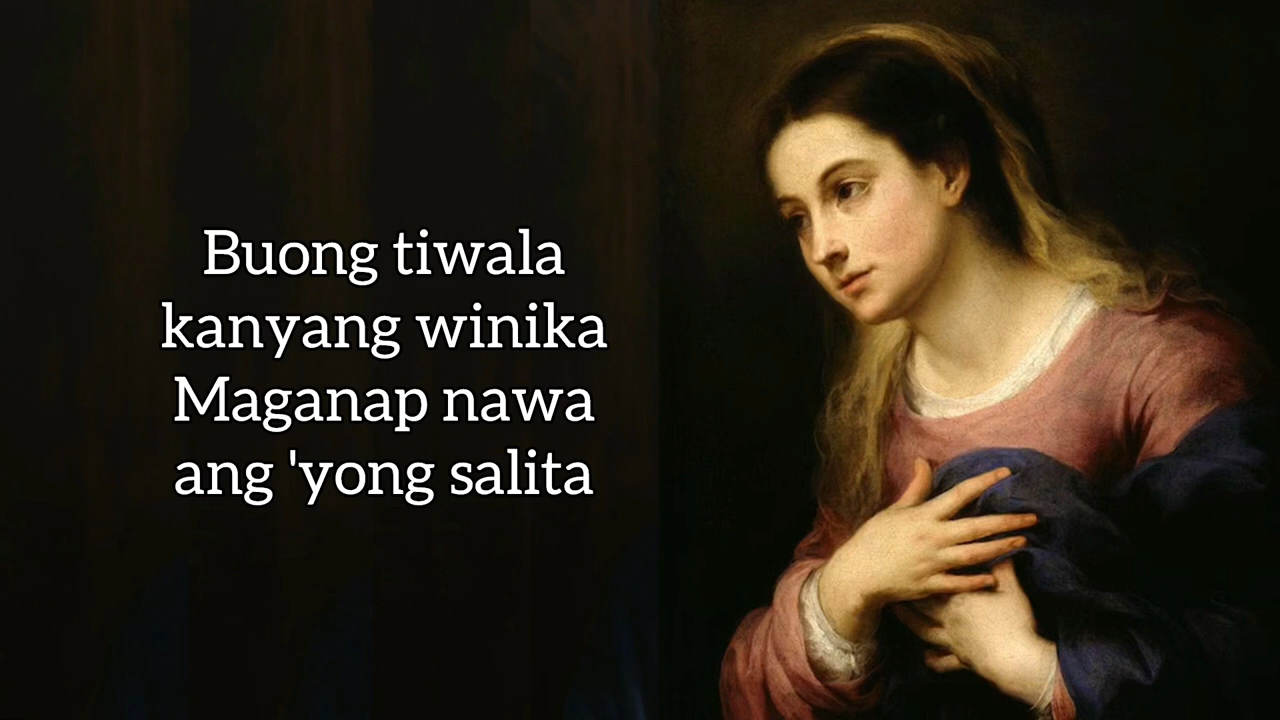 Buong tiwala
kanyang winika
Maganap nawa
ang 'yong salita